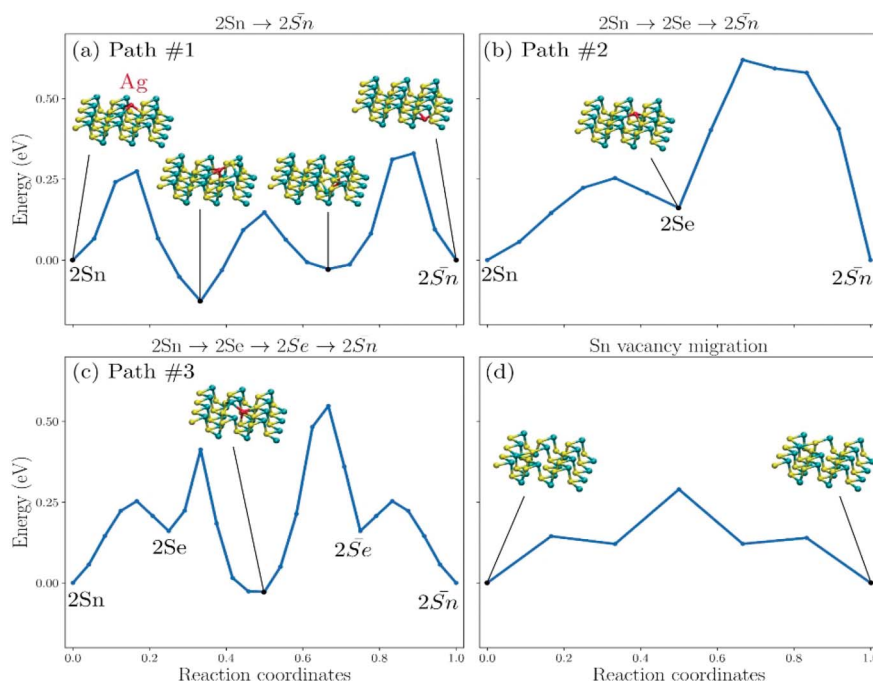 2Sn → 2S̄n
(a) Path #1
Ag
0.50
0.25
0.00
Energy (eV)
2Sn
2S̄n
2Sn → 2Se → 2S̄n
(b) Path #2
2Sn
2Se
2S̄n
2Sn → 2Se → 2Se → 2Sn
(c) Path #3
0.50
0.25
0.00
Energy (eV)
2Sn
2Se
2S̄e
2S̄n
0.0 0.2 0.4 0.6 0.8 1.0
Reaction coordinates
Sn vacancy migration
(d)
0.0 0.2 0.4 0.6 0.8 1.0
Reaction coordinates